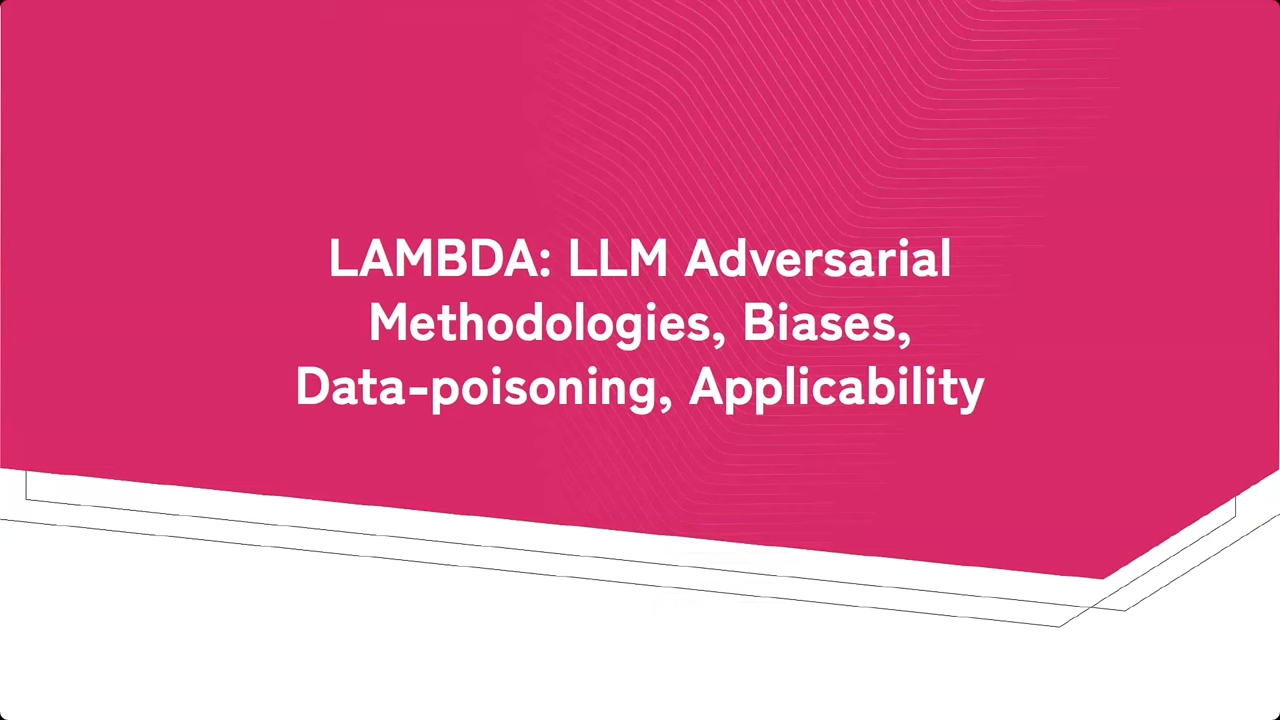 LAMBDA: LLM Adversarial
Methodologies, Biases,
Data-poisoning, Applicability